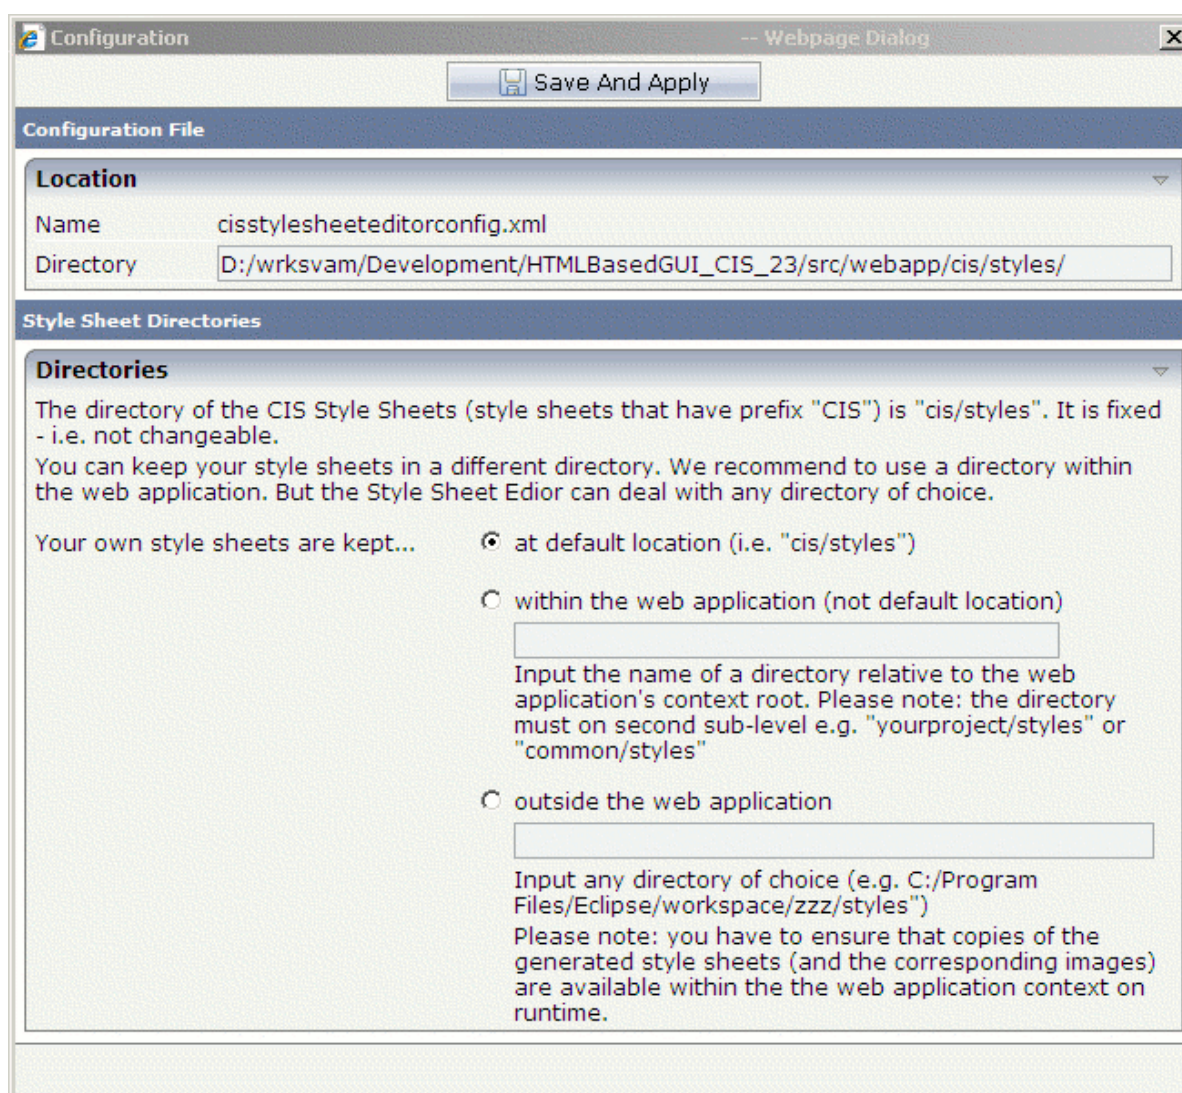 Configuration -- Webpage Dialog
Save And Apply
Configuration File
Location
Name cisstylesheeteditorconfig.xml
Directory D:/wrksvam/Development/HTMLBasedGUI_CIS_23/src/webapp/cis/styles/
Style Sheet Directories
Directories
The directory of the CIS Style Sheets (style sheets that have prefix "CIS") is "cis/styles". It is fixed
- i.e. not changeable.
You can keep your style sheets in a different directory. We recommend to use a directory within
the web application. But the Style Sheet Edior can deal with any directory of choice.
Your own style sheets are kept... at default location (i.e. "cis/styles")
within the web application (not default location)
Input the name of a directory relative to the web
application's context root. Please note: the directory
must on second sub-level e.g. "yourproject/styles" or
"common/styles"
outside the web application
Input any directory of choice (e.g. C:/Program
Files/Eclipse/workspace/zzz/styles")
Please note: you have to ensure that copies of the
generated style sheets (and the corresponding images)
are available within the the web application context on
runtime.